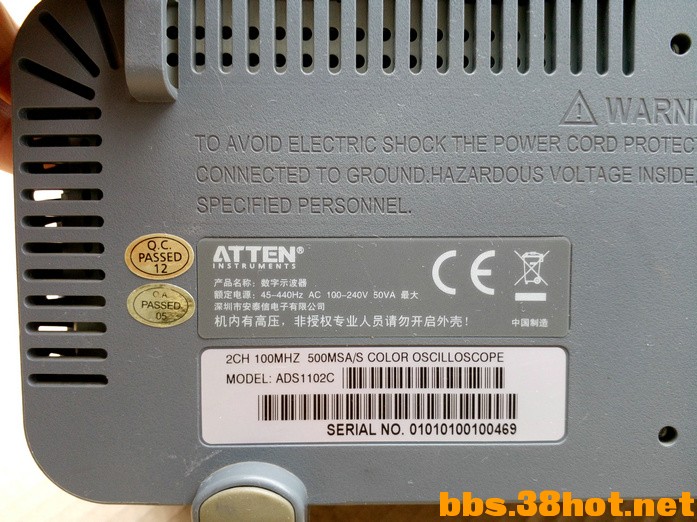 WARNI
TO AVOID ELECTRIC SHOCK THE POWER CORD PROTEC
CONNECTED TO GROUND.HAZARDOUS VOLTAGE INSIDE,
SPECIFIED PERSONNEL.
Q.C.
PASSED
12
Q.A.
PASSED
05
ATTEN®
INSTRUMENTS
产品名称: 数字示波器
额定电源: 45-440Hz AC 100-240V 50VA 最大
深圳市安泰信电子有限公司
机内有高压, 非授权专业人员请勿开启外壳!
CE
中国制造
2CH 100MHZ 500MSA/S COLOR OSCILLOSCOPE
MODEL: ADS1102C
SERIAL NO. 01010100100469
bbs.38hot.net